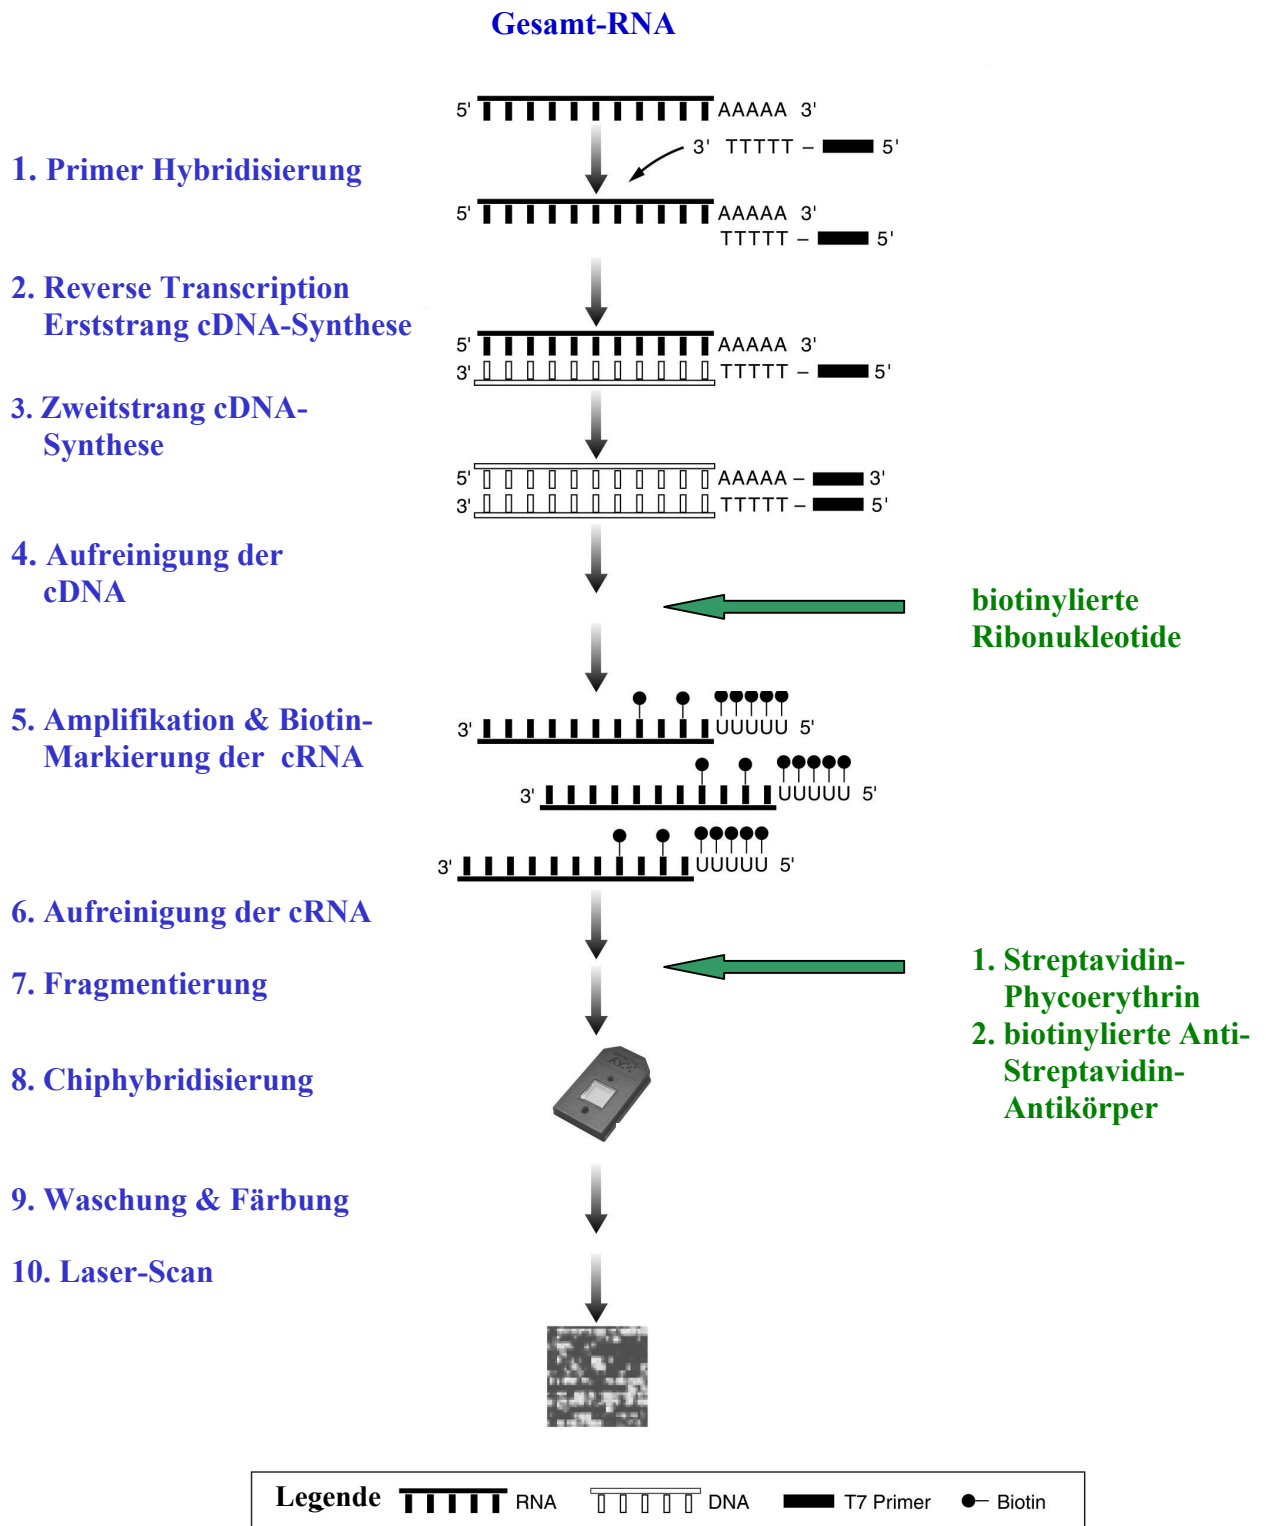 Gesamt-RNA
5' AAAAA 3'
3' TTTTT – 5'
1. Primer Hybridisierung
5' AAAAA 3'
TTTTT – 5'
2. Reverse Transcription
Erststrang cDNA-Synthese
5' AAAAA 3'
3' TTTTT – 5'
3. Zweitstrang cDNA-
Synthese
5' AAAAA – 3'
3' TTTTT – 5'
4. Aufreinigung der
cDNA
biotinylierte
Ribonukleotide
5. Amplifikation & Biotin-
Markierung der cRNA
3' UUUUU 5'
3' UUUUU 5'
3' UUUUU 5'
6. Aufreinigung der cRNA
7. Fragmentierung
1. Streptavidin-
Phycoerythrin
2. biotinylierte Anti-
Streptavidin-
Antikörper
8. Chiphybridisierung
9. Waschung & Färbung
10. Laser-Scan
Legende RNA DNA T7 Primer Biotin